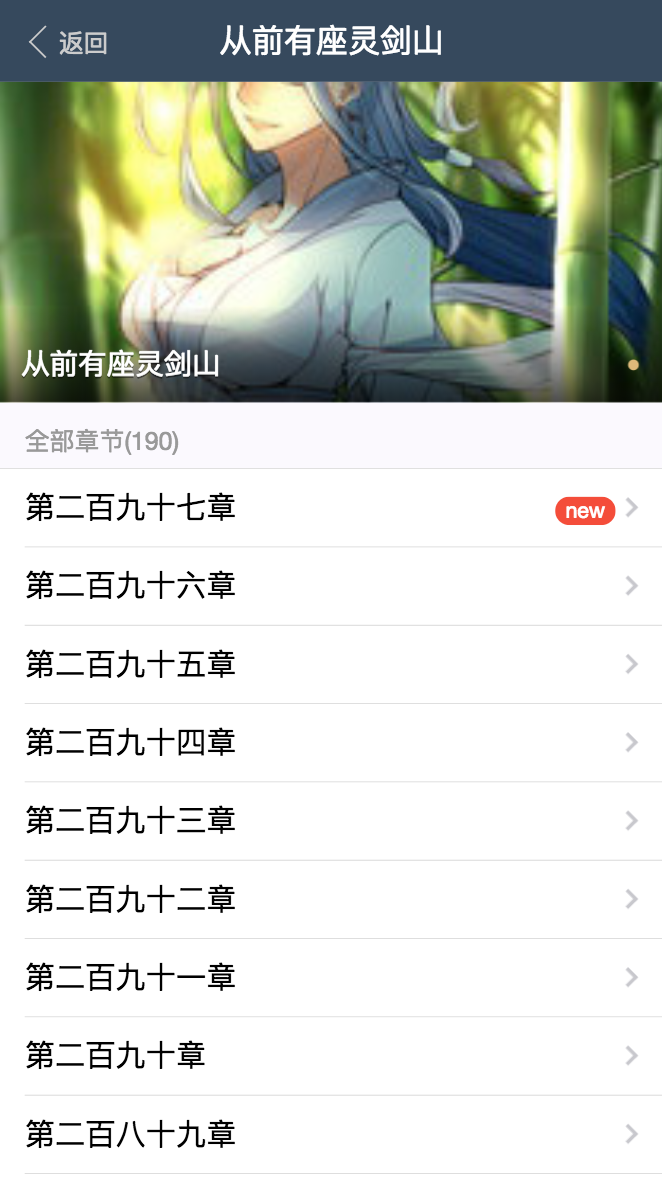 返回
从前有座灵剑山
从前有座灵剑山
全部章节(190)
第二百九十七章
new
第二百九十六章
第二百九十五章
第二百九十四章
第二百九十三章
第二百九十二章
第二百九十一章
第二百九十章
第二百八十九章